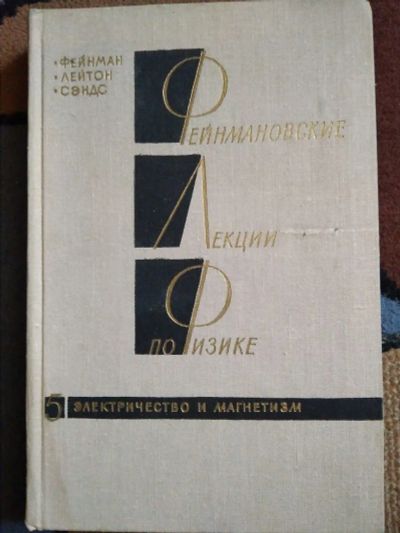 • ФЕЙНМАН
• ЛЕЙТОН
• СЭНДС
ФЕЙНМАНОВСКИЕ
ЛЕКЦИИ
ПО ФИЗИКЕ
5 ЭЛЕКТРИЧЕСТВО И МАГНЕТИЗМ